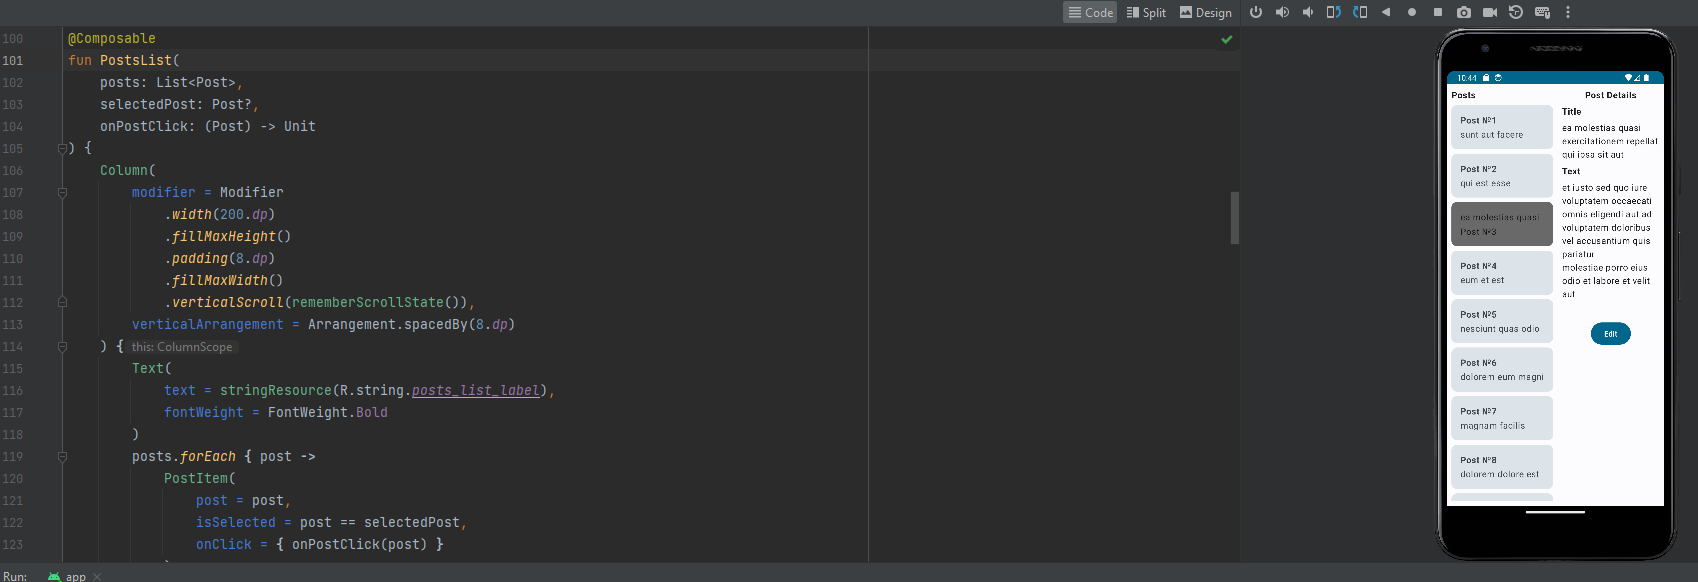 Code Split Design
100 @Composable
101 fun PostsList(
102 posts: List<Post>,
103 selectedPost: Post?,
104 onPostClick: (Post) -> Unit
105 ) {
106 Column(
107 modifier = Modifier
108 .width(200.dp)
109 .fillMaxHeight()
110 .padding(8.dp)
111 .fillMaxWidth()
112 .verticalScroll(rememberScrollState()),
113 verticalArrangement = Arrangement.spacedBy(8.dp)
114 ) { this: ColumnScope
115 Text(
116 text = stringResource(R.string.posts_list_label),
117 fontWeight = FontWeight.Bold
118 )
119 posts.forEach { post ->
120 PostItem(
121 post = post,
122 isSelected = post == selectedPost,
123 onClick = { onPostClick(post) }
Run: app
10:44
Posts
Post №1
sunt aut facere
Post №2
qui est esse
ea molestias quasi
Post №3
Post №4
eum et est
Post №5
nesciunt quas odio
Post №6
dolorem eum magni
Post №7
magnam facilis
Post №8
dolorem dolore est
Post Details
Title
ea molestias quasi
exercitationem repellat
qui ipsa sit aut
Text
et iusto sed quo iure
voluptatem occaecati
omnis eligendi aut ad
voluptatem doloribus
vel accusantium quis
pariatur
molestiae porro eius
odio et labore et velit
aut
Edit